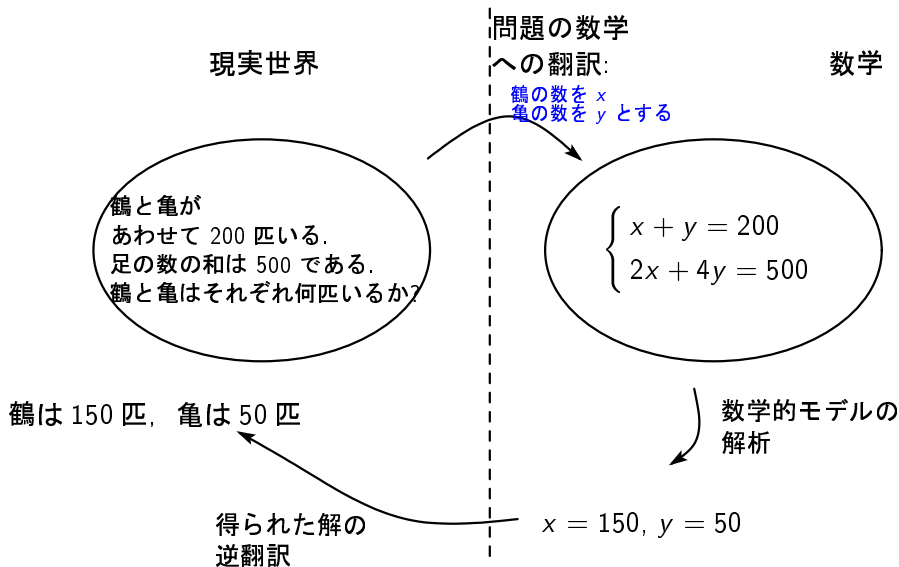 現実世界
問題の数学
への翻訳:
数学
鶴の数を x
亀の数を y とする
鶴と亀が
あわせて 200 匹いる.
足の数の和は 500 である.
鶴と亀はそれぞれ何匹いるか?
x + y = 200
2x + 4y = 500
鶴は 150 匹, 亀は 50 匹
数学的モデルの
解析
得られた解の
逆翻訳
x = 150, y = 50